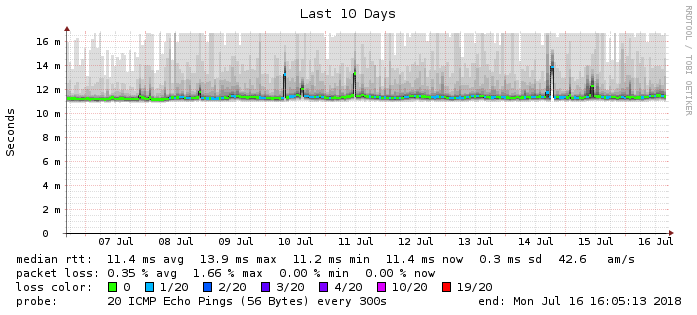 Last 10 Days
RRDTOOL / TOBI OETIKER
Seconds
16 m
14 m
12 m
10 m
8 m
6 m
4 m
2 m
0
07 Jul 08 Jul 09 Jul 10 Jul 11 Jul 12 Jul 13 Jul 14 Jul 15 Jul 16 Jul
median rtt: 11.4 ms avg 13.9 ms max 11.2 ms min 11.4 ms now 0.3 ms sd 42.6 am/s
packet loss: 0.35 % avg 1.66 % max 0.00 % min 0.00 % now
loss color: 0 1/20 2/20 3/20 4/20 10/20 19/20
probe: 20 ICMP Echo Pings (56 Bytes) every 300s end: Mon Jul 16 16:05:13 2018